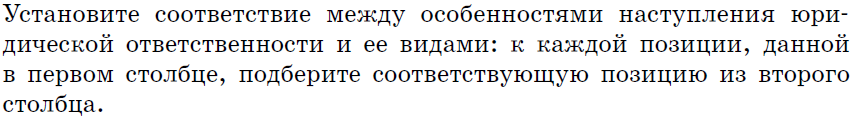 Установите соответствие между особенностями наступления юри-
дической ответственности и ее видами: к каждой позиции, данной
в первом столбце, подберите соответствующую позицию из второго
столбца.